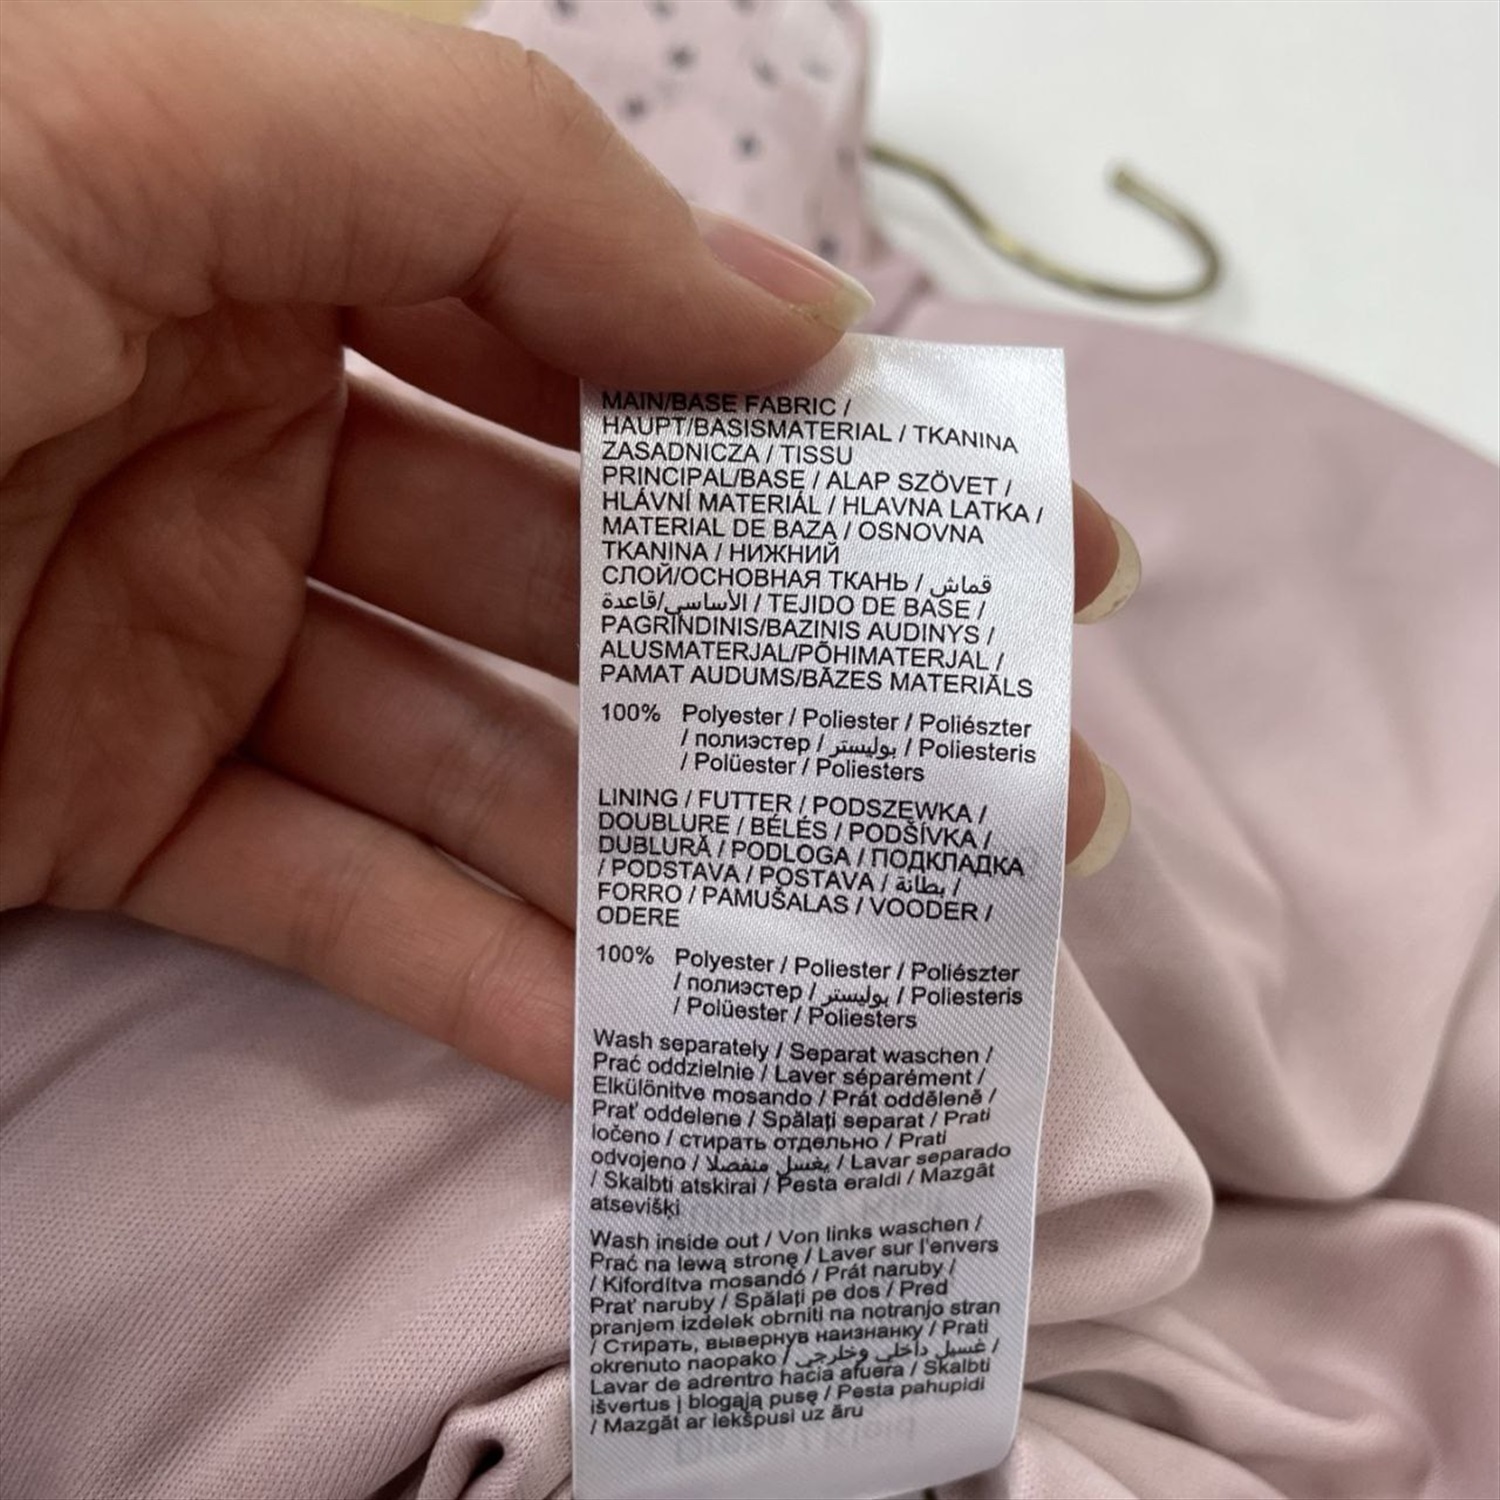 MAIN/BASE FABRIC /
HAUPT/BASISMATERIAL / TKANINA
ZASADNICZA / TISSU
PRINCIPAL/BASE / ALAP SZÖVET /
HLÁVNÍ MATERIÁL / HLAVNA LATKA /
MATERIAL DE BAZĄ / OSNOVNA
TKANINA / НИЖНИЙ
СЛОЙ/ОСНОВНАЯ ТКАНЬ / قماش
الأساسي/قاعدة / TEJIDO DE BASE /
PAGRINDINIS/BAZINIS AUDINYS /
ALUSMATERJAL/PÕHIMATERJAL /
PAMAT AUDUMS/BĀZES MATERIĀLS
100% Polyester / Poliester / Poliészter
/ полиэстер / بوليستر / Poliesteris
/ Polüester / Poliesters
LINING / FUTTER / PODSZEWKA /
DOUBLURE / BÉLÉS / PODŠÍVKA /
DUBLURĂ / PODLOGA / ПОДКЛАДКА
/ PODSTAVA / POSTAVA / بطانة /
FORRO / PAMUŠALAS / VOODER /
ODERE
100% Polyester / Poliester / Poliészter
/ полиэстер / بوليستر / Poliesteris
/ Polüester / Poliesters
Wash separately / Separat waschen /
Prać oddzielnie / Laver séparément /
Elkülönítve mosando / Prát odděleně /
Prať oddelene / Spălați separat / Prati
ločeno / стирать отдельно / Prati
odvojeno / يغسل منفصلا / Lavar separado
/ Skalbti atskirai / Pesta eraldi / Mazgāt
atsevišķi
Wash inside out / Von links waschen /
Prać na lewą stronę / Laver sur l'envers
/ Kifordítva mosandó / Prát naruby /
Prať naruby / Spălați pe dos / Pred
pranjem izdelek obrniti na notranjo stran
/ Стирать, вывернув наизнанку / Prati
okrenuto naopako / غسيل داخلي وخارجي /
Lavar de adrentro hacia afuera / Skalbti
išvertus į blogąją pusę / Pesta pahupidi
/ Mazgāt ar iekšpusi uz āru